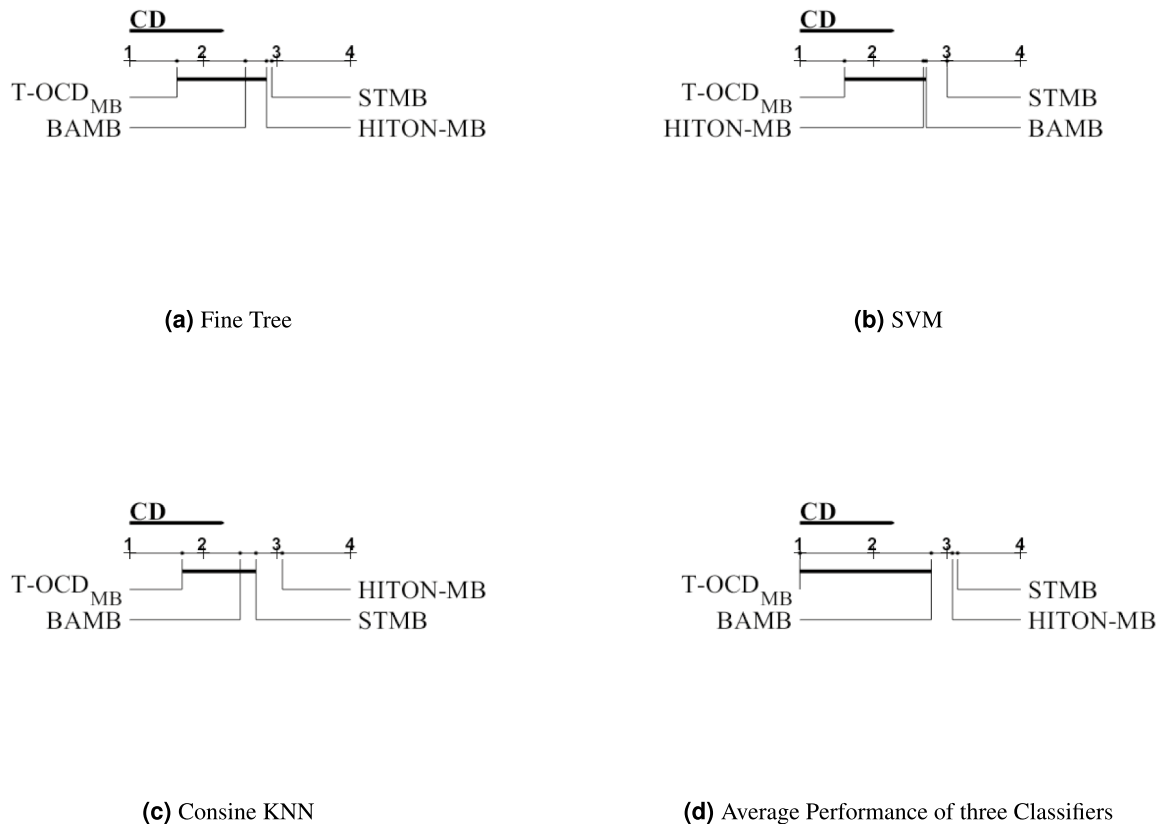 CD
1 2 3 4
T-OCD_MB STMB
BAMB HITON-MB
(a) Fine Tree
CD
1 2 3 4
T-OCD_MB STMB
HITON-MB BAMB
(b) SVM
CD
1 2 3 4
T-OCD_MB HITON-MB
BAMB STMB
(c) Consine KNN
CD
1 2 3 4
T-OCD_MB STMB
BAMB HITON-MB
(d) Average Performance of three Classifiers